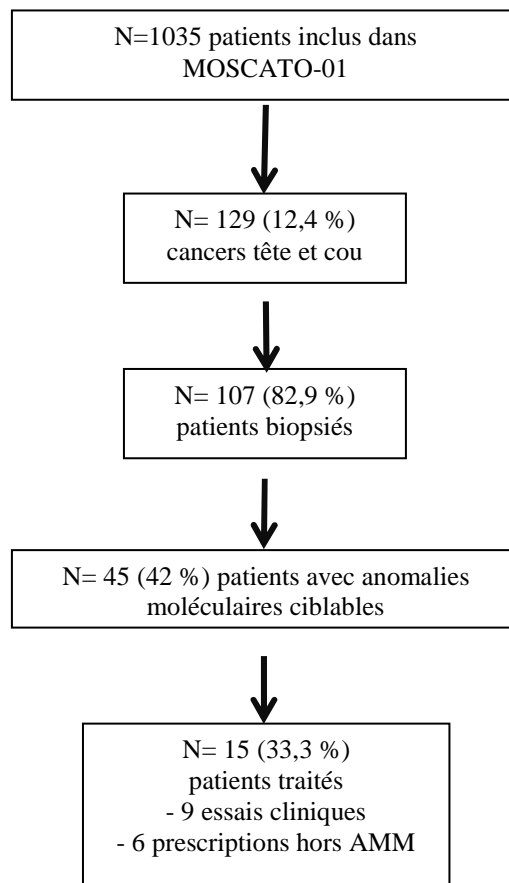 N=1035 patients inclus dans
MOSCATO-01
N= 129 (12,4 %)
cancers tête et cou
N= 107 (82,9 %)
patients biopsiés
N= 45 (42 %) patients avec anomalies
moléculaires ciblables
N= 15 (33,3 %)
patients traités
- 9 essais cliniques
- 6 prescriptions hors AMM